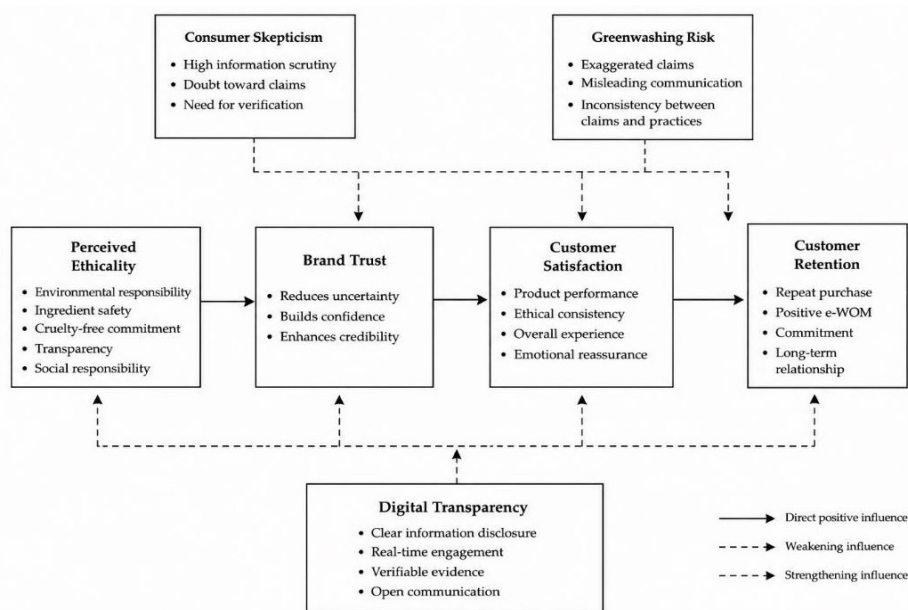 Consumer Skepticism
• High information scrutiny
• Doubt toward claims
• Need for verification
Greenwashing Risk
• Exaggerated claims
• Misleading communication
• Inconsistency between
claims and practices
Perceived
Ethicality
• Environmental responsibility
• Ingredient safety
• Cruelty-free commitment
• Transparency
• Social responsibility
Brand Trust
• Reduces uncertainty
• Builds confidence
• Enhances credibility
Customer
Satisfaction
• Product performance
• Ethical consistency
• Overall experience
• Emotional reassurance
Customer
Retention
• Repeat purchase
• Positive e-WOM
• Commitment
• Long-term
relationship
Digital Transparency
• Clear information disclosure
• Real-time engagement
• Verifiable evidence
• Open communication
Direct positive influence
Weakening influence
Strengthening influence